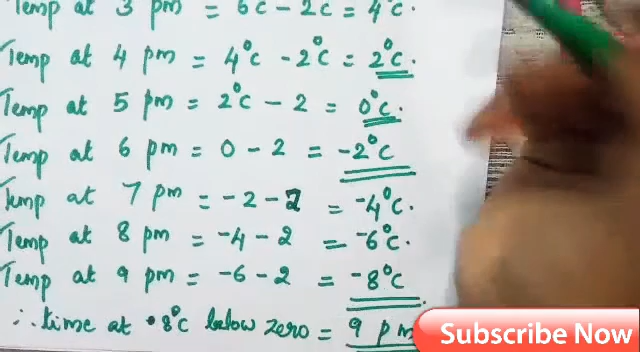 Temp at 3 pm = 6c - 2c = 4°c.
Temp at 4 pm = 4°c - 2°c = 2°c.
Temp at 5 pm = 2°c - 2 = 0°c.
Temp at 6 pm = 0 - 2 = -2°c
Temp at 7 pm = -2 - 2 = -4°c.
Temp at 8 pm = -4 - 2 = -6°c.
Temp at 9 pm = -6 - 2 = -8°c
∴ time at 8°c below zero = 9 pm
Subscribe Now